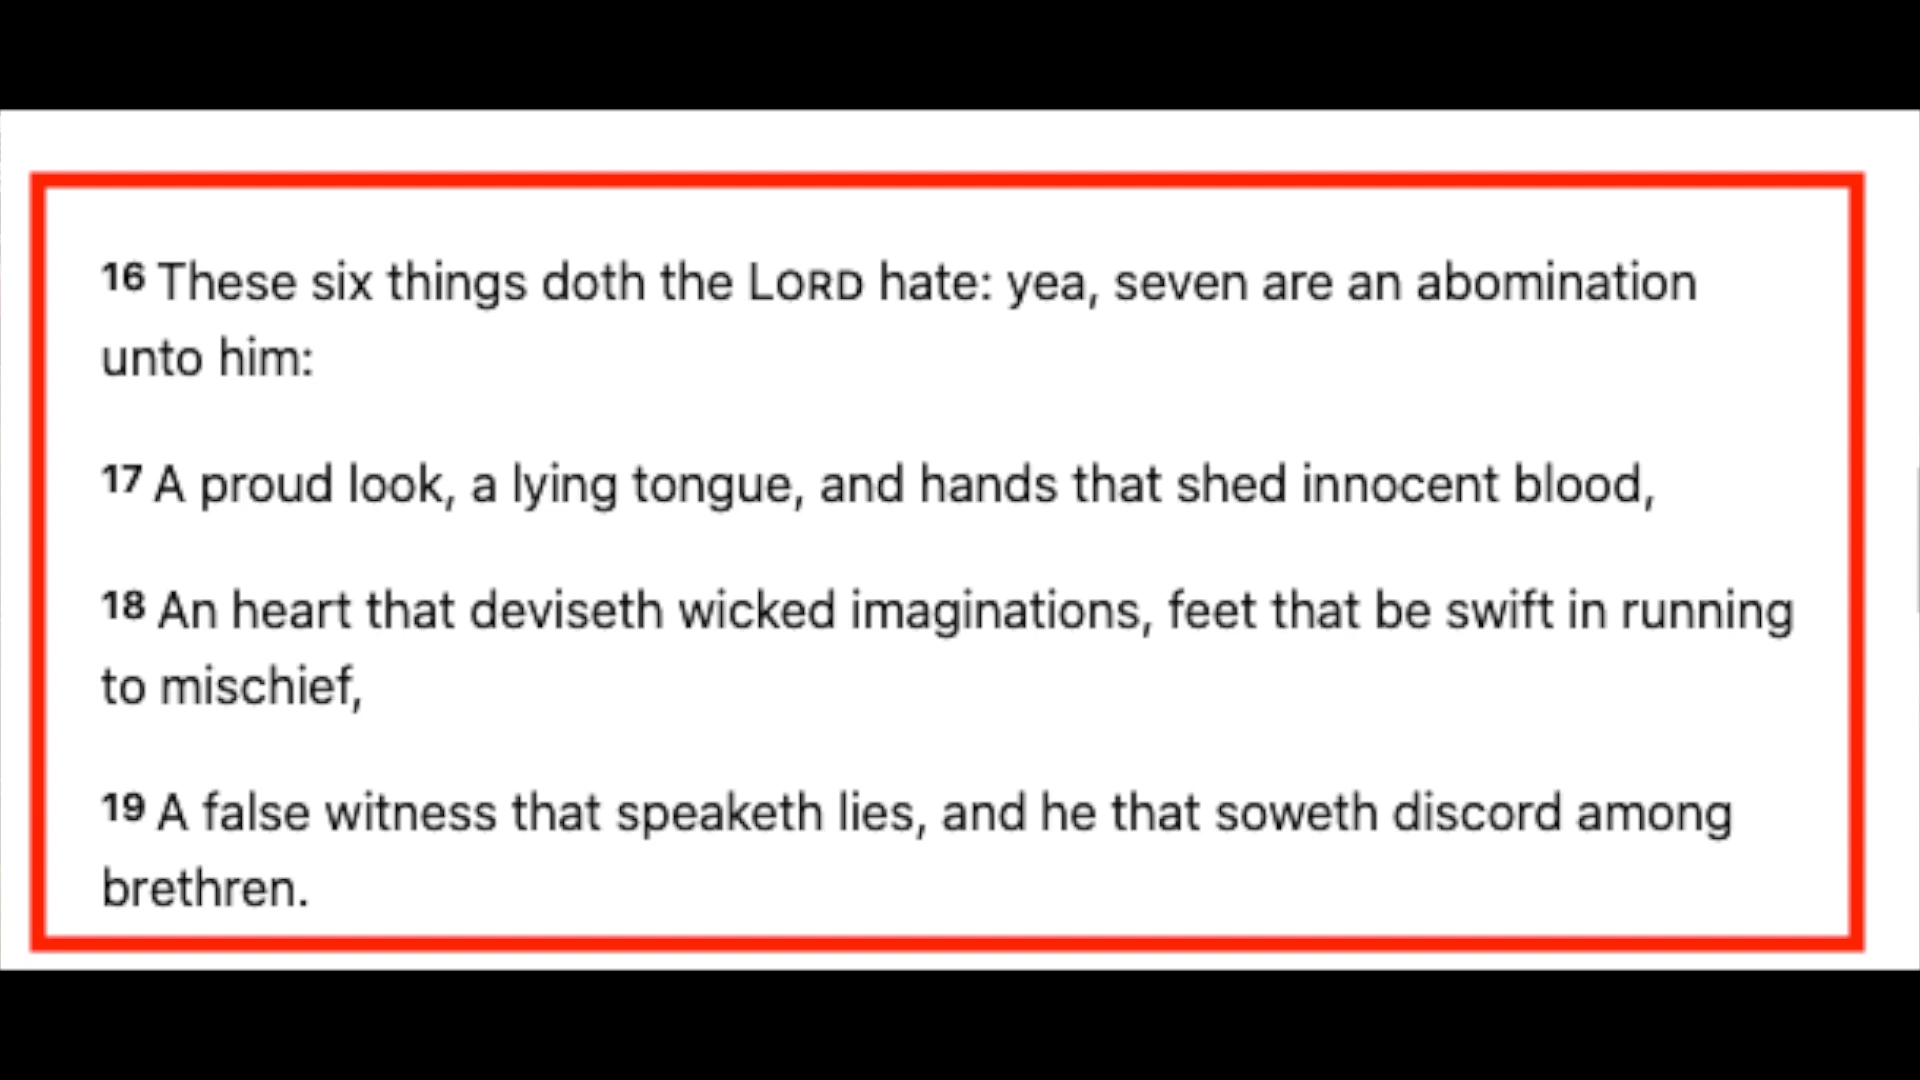 16 These six things doth the LORD hate: yea, seven are an abomination
unto him:
17 A proud look, a lying tongue, and hands that shed innocent blood,
18 An heart that deviseth wicked imaginations, feet that be swift in running
to mischief,
19 A false witness that speaketh lies, and he that soweth discord among
brethren.